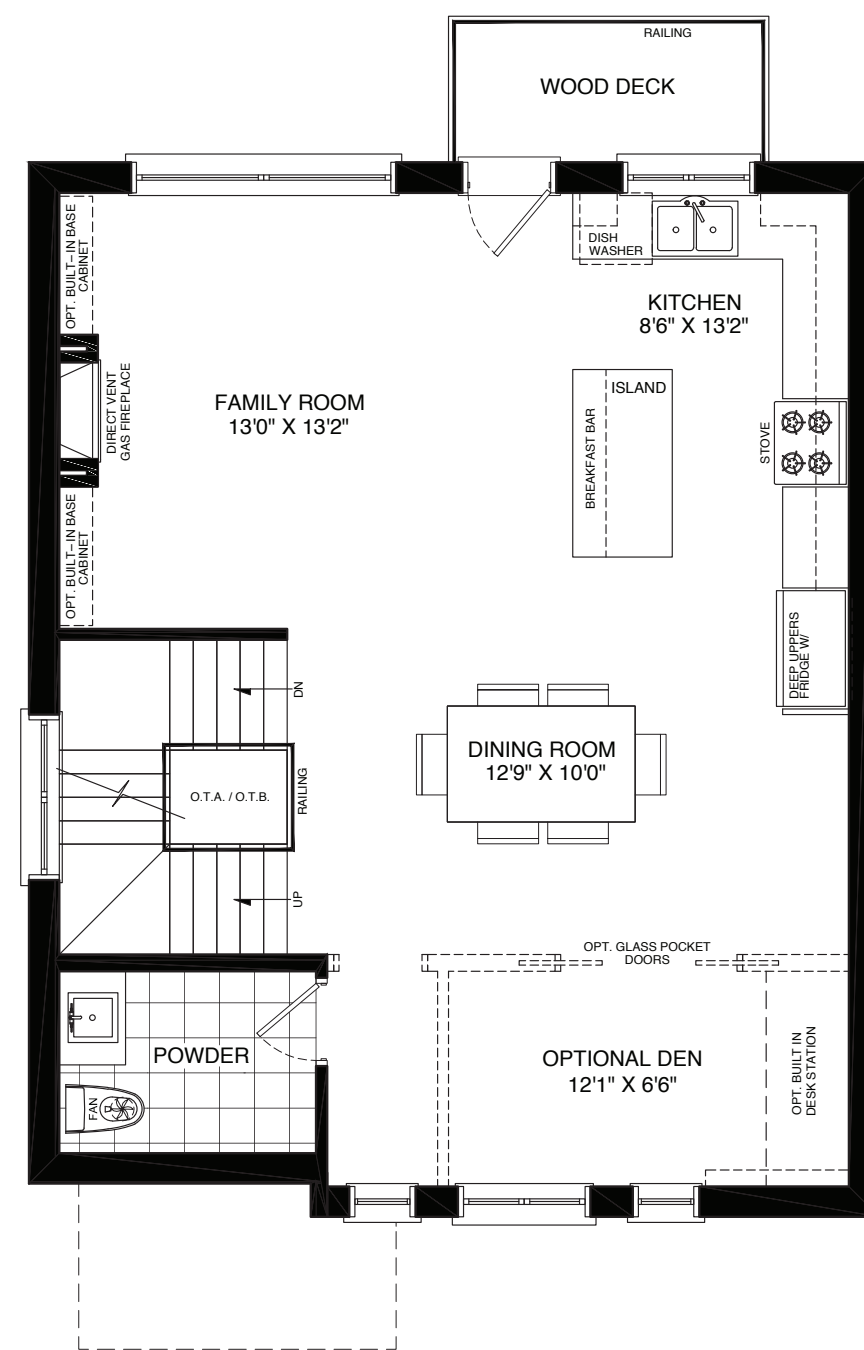 RAILING
WOOD DECK
OPT. BUILT-IN BASE
CABINET
DISH
WASHER
KITCHEN
8'6" X 13'2"
DIRECT VENT
GAS FIREPLACE
FAMILY ROOM
13'0" X 13'2"
ISLAND
BREAKFAST BAR
STOVE
OPT. BUILT-IN BASE
CABINET
DEEP UPPERS
FRIDGE W/
DN
DINING ROOM
12'9" X 10'0"
O.T.A. / O.T.B.
RAILING
UP
OPT. GLASS POCKET
DOORS
POWDER
FAN
OPTIONAL DEN
12'1" X 6'6"
OPT. BUILT IN
DESK STATION